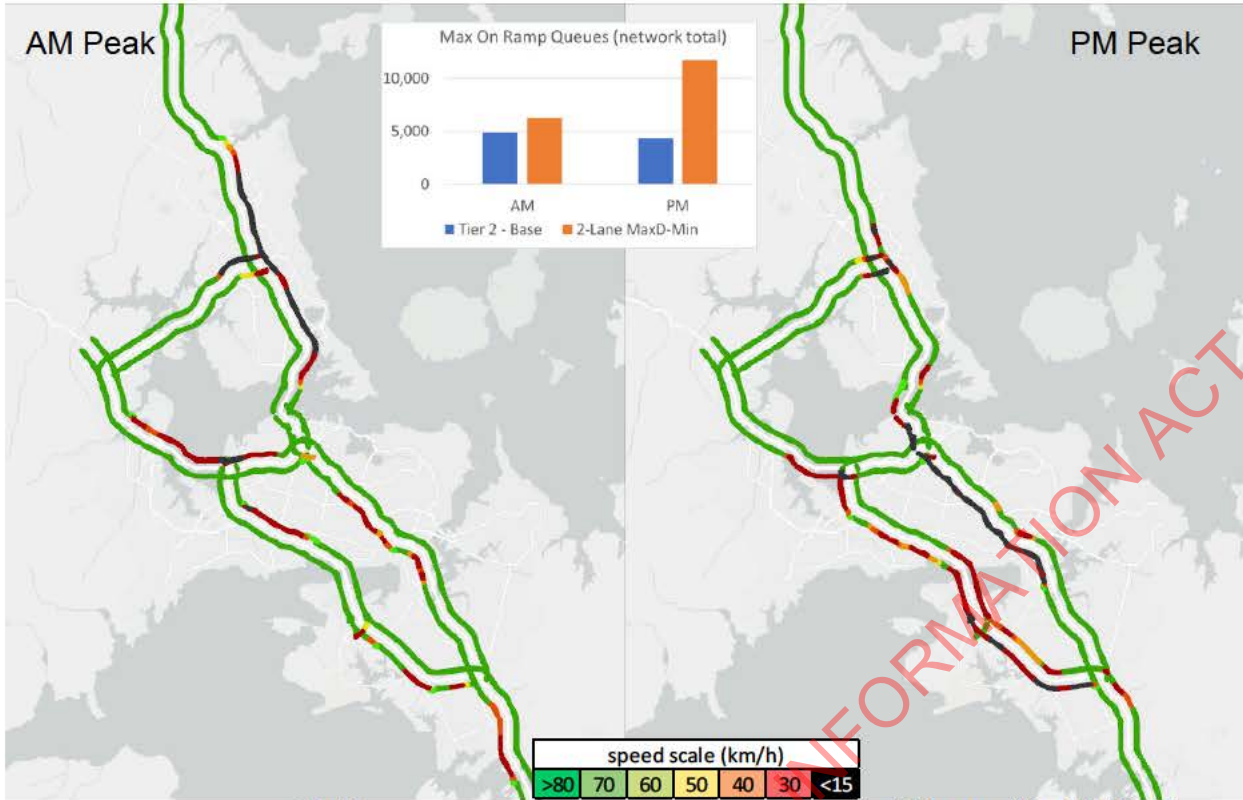 AM Peak
Max On Ramp Queues (network total)
10,000
5,000
0
AM PM
Tier 2 - Base 2-Lane MaxD-Min
PM Peak
INFORMATION ACT
speed scale (km/h)
>80 70 60 50 40 30 <15